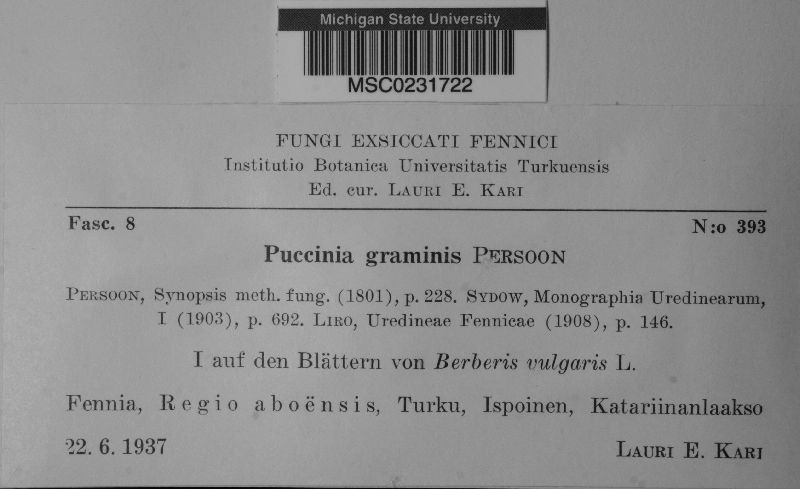 Michigan State University
MSC0231722
FUNGI EXSICCATI FENNICI
Institutio Botanica Universitatis Turkuensis
Ed. cur. LAURI E. KARI
Fasc. 8 N:o 393
Puccinia graminis PERSOON
PERSOON, Synopsis meth. fung. (1801), p. 228. SYDOW, Monographia Uredinearum,
I (1903), p. 692. LIRO, Uredineae Fennicae (1908), p. 146.
I auf den Blättern von Berberis vulgaris L.
Fennia, Regio aboënsis, Turku, Ispoinen, Katariinanlaakso
22. 6. 1937 LAURI E. KARI